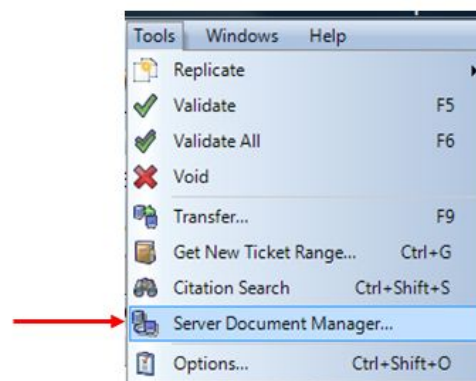 Tools Windows Help
Replicate
Validate F5
Validate All F6
Void
Transfer... F9
Get New Ticket Range... Ctrl+G
Citation Search Ctrl+Shift+S
Server Document Manager...
Options... Ctrl+Shift+O